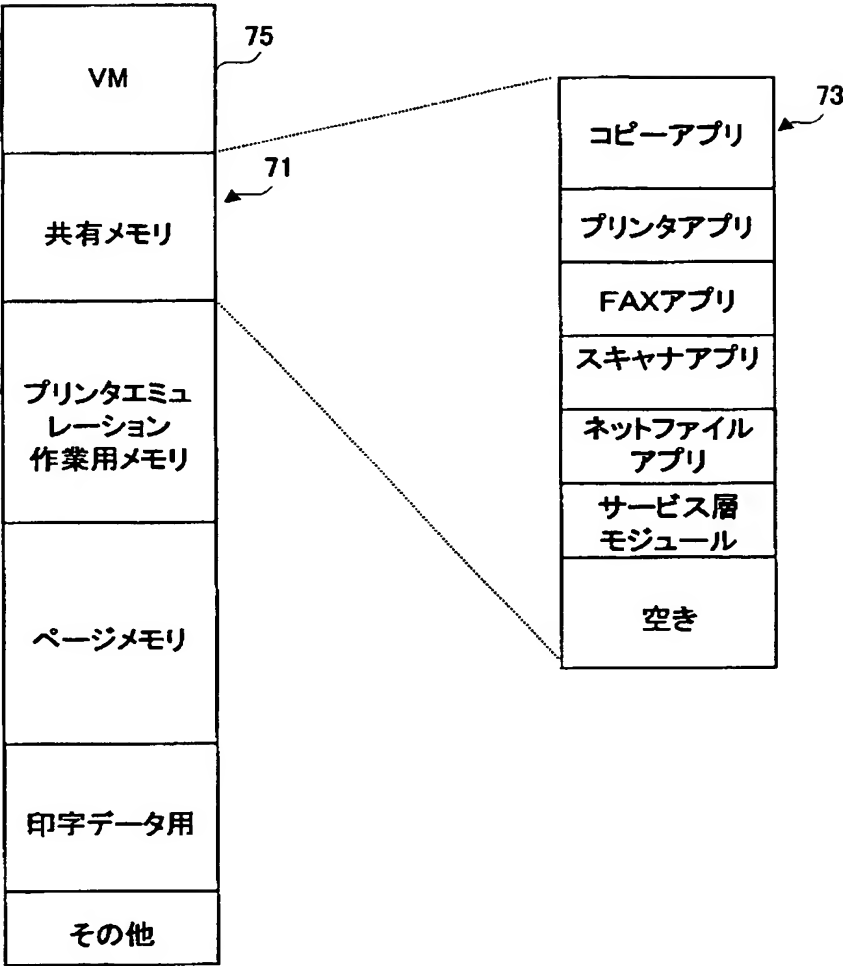 75
VM
71
共有メモリ
プリンタエミュ
レーション
作業用メモリ
ページメモリ
印字データ用
その他
73
コピーアプリ
プリンタアプリ
FAXアプリ
スキャナアプリ
ネットファイル
アプリ
サービス層
モジュール
空き